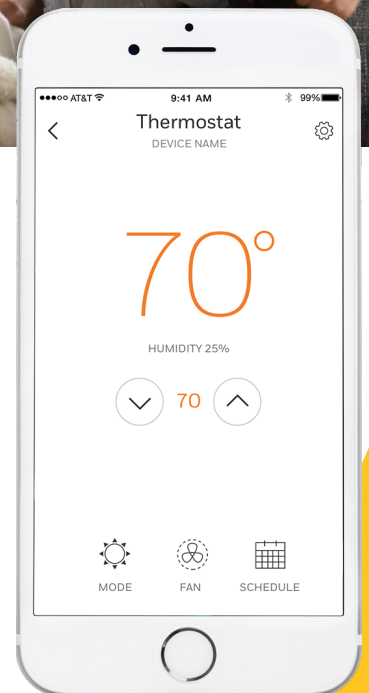 AT&T 9:41 AM 99%
Thermostat
DEVICE NAME
70°
HUMIDITY 25%
70
MODE FAN SCHEDULE